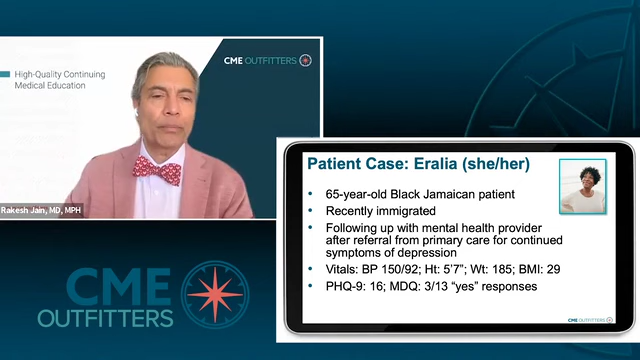 High-Quality Continuing
Medical Education
CME OUTFITTERS
Rakesh Jain, MD, MPH
CME
OUTFITTERS
Patient Case: Eralia (she/her)
• 65-year-old Black Jamaican patient
• Recently immigrated
• Following up with mental health provider
after referral from primary care for continued
symptoms of depression
• Vitals: BP 150/92; Ht: 5’7”; Wt: 185; BMI: 29
• PHQ-9: 16; MDQ: 3/13 “yes” responses
CME OUTFITTERS